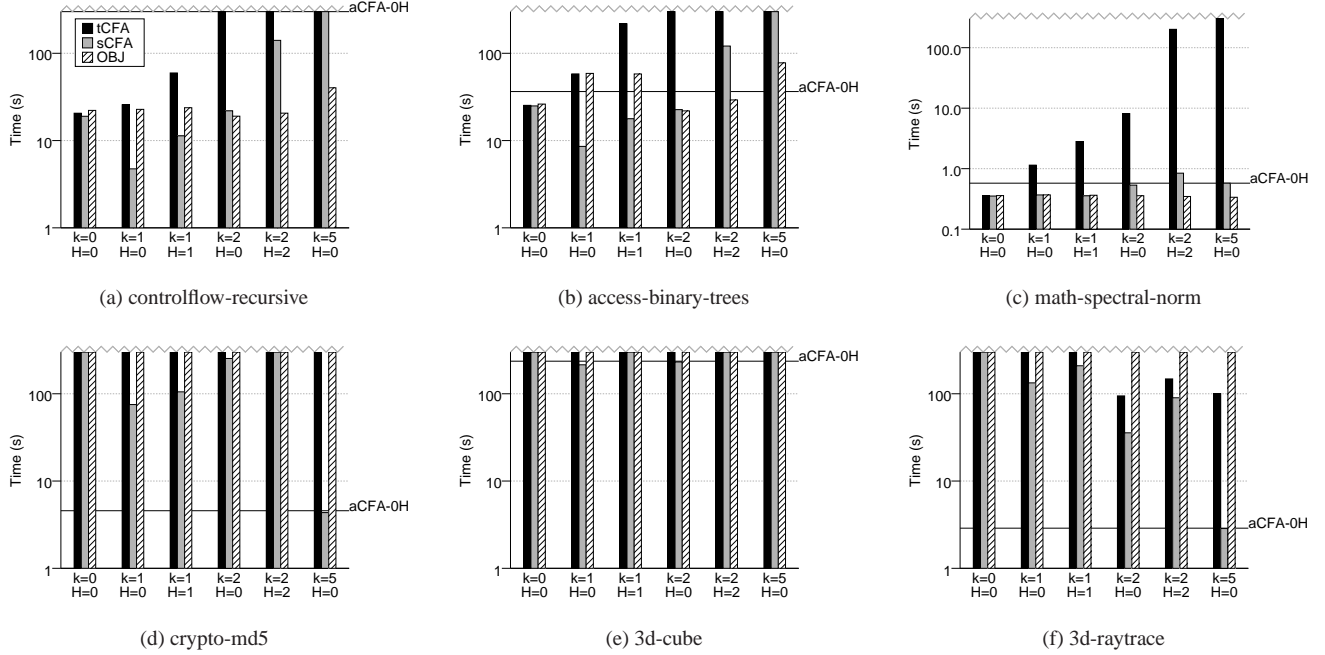 aCFA-0H
tCFA
sCFA
OBJ
Time (s)
100
10
1
k=0 k=1 k=1 k=2 k=2 k=5
H=0 H=0 H=1 H=0 H=2 H=0
(a) controlflow-recursive
aCFA-0H
Time (s)
100
10
1
k=0 k=1 k=1 k=2 k=2 k=5
H=0 H=0 H=1 H=0 H=2 H=0
(b) access-binary-trees
aCFA-0H
Time (s)
100.0
10.0
1.0
0.1
k=0 k=1 k=1 k=2 k=2 k=5
H=0 H=0 H=1 H=0 H=2 H=0
(c) math-spectral-norm
aCFA-0H
Time (s)
100
10
1
k=0 k=1 k=1 k=2 k=2 k=5
H=0 H=0 H=1 H=0 H=2 H=0
(d) crypto-md5
aCFA-0H
Time (s)
100
10
1
k=0 k=1 k=1 k=2 k=2 k=5
H=0 H=0 H=1 H=0 H=2 H=0
(e) 3d-cube
aCFA-0H
Time (s)
100
10
1
k=0 k=1 k=1 k=2 k=2 k=5
H=0 H=0 H=1 H=0 H=2 H=0
(f) 3d-raytrace